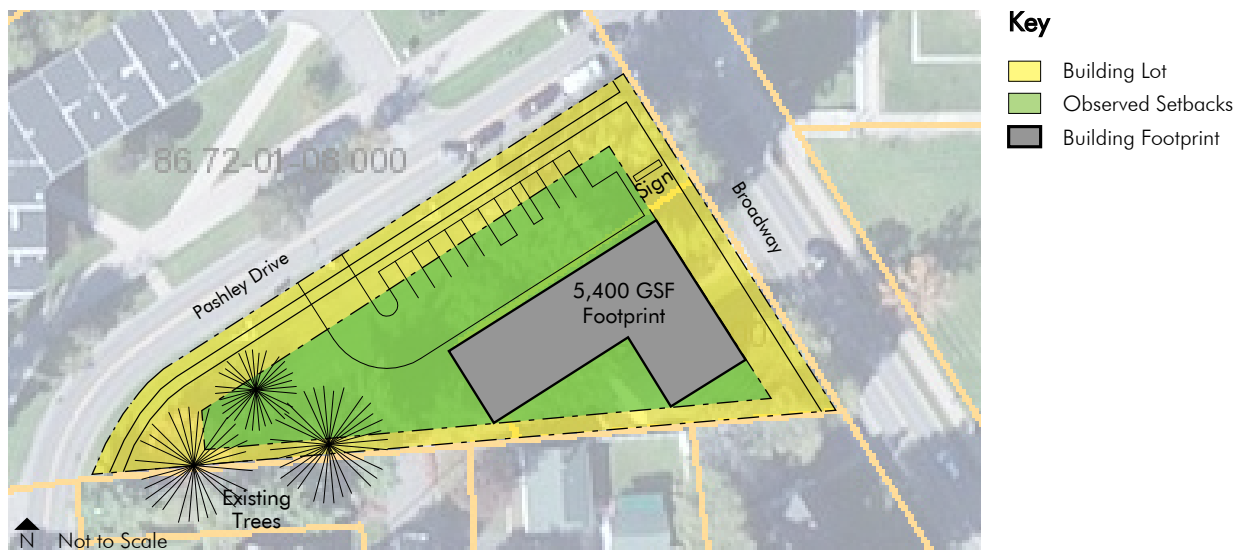 Key
Building Lot
Observed Setbacks
Building Footprint
86.72-01-06.000
Sign
Broadway
Pashley Drive
5,400 GSF
Footprint
Existing
Trees
N Not to Scale